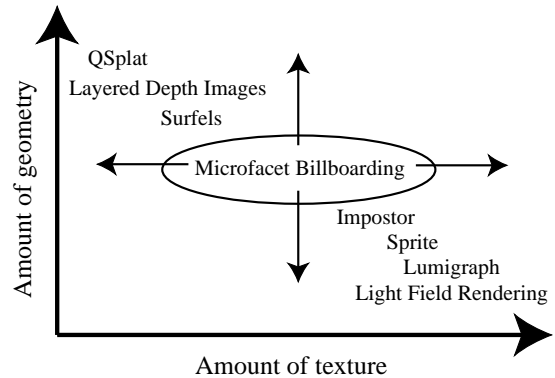 QSplat
Layered Depth Images
Surfels
Microfacet Billboarding
Impostor
Sprite
Lumigraph
Light Field Rendering
Amount of geometry
Amount of texture